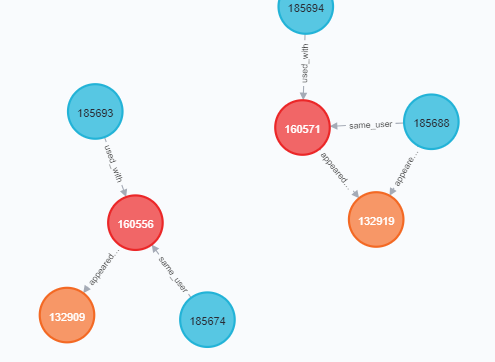 185694
used_with
185693
185688
160571
same_user
used_with
appeared...
appeare...
160556
132919
same_user
appeared...
132909
185674